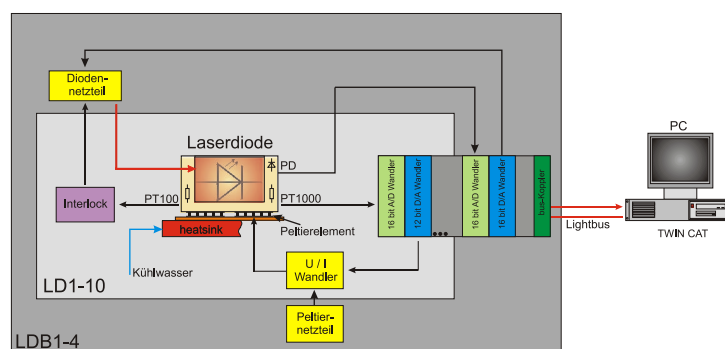 Dioden-
netzteil
Laserdiode
PD
PT100
PT1000
Interlock
heatsink
Peltierelement
Kühlwasser
U / I
Wandler
Peltier-
netzteil
LD1-10
LDB1-4
16 bit A/D Wandler
12 bit D/A Wandler
16 bit A/D Wandler
16 bit D/A Wandler
bus-Koppler
Lightbus
PC
TWIN CAT